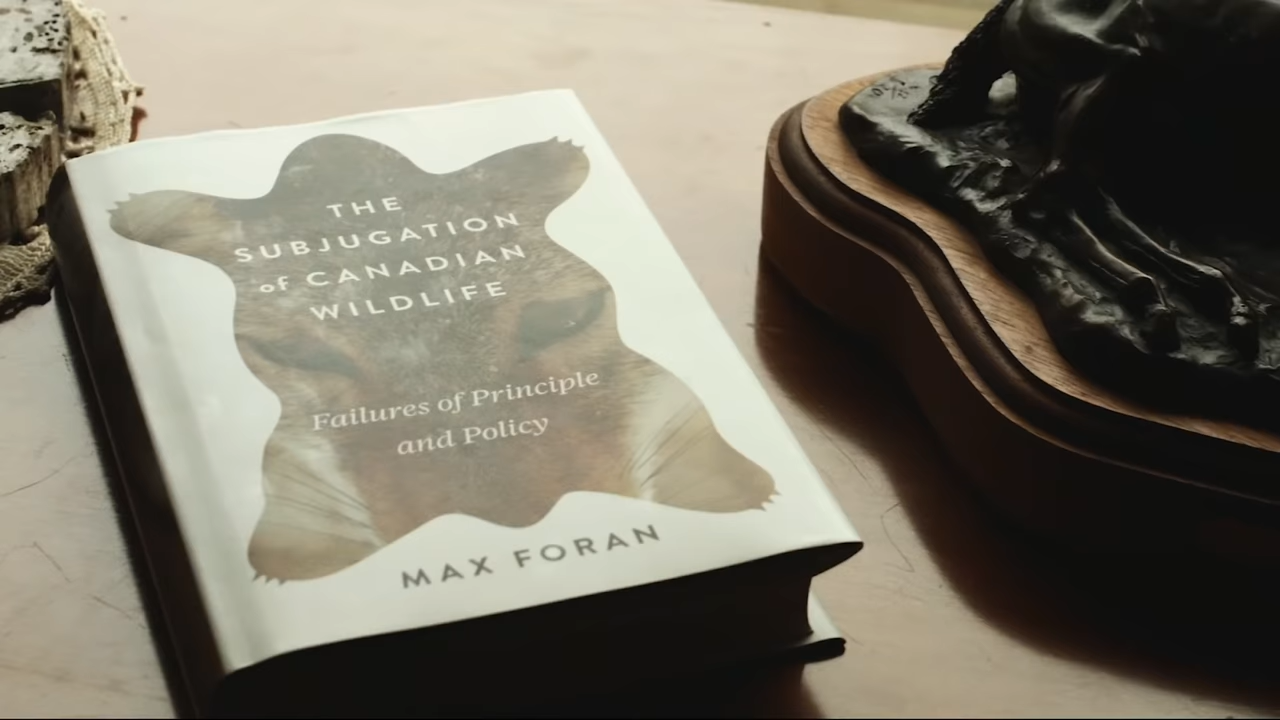 THE
SUBJUGATION
of CANADIAN
WILDLIFE
Failures of Principle
and Policy
MAX FORAN